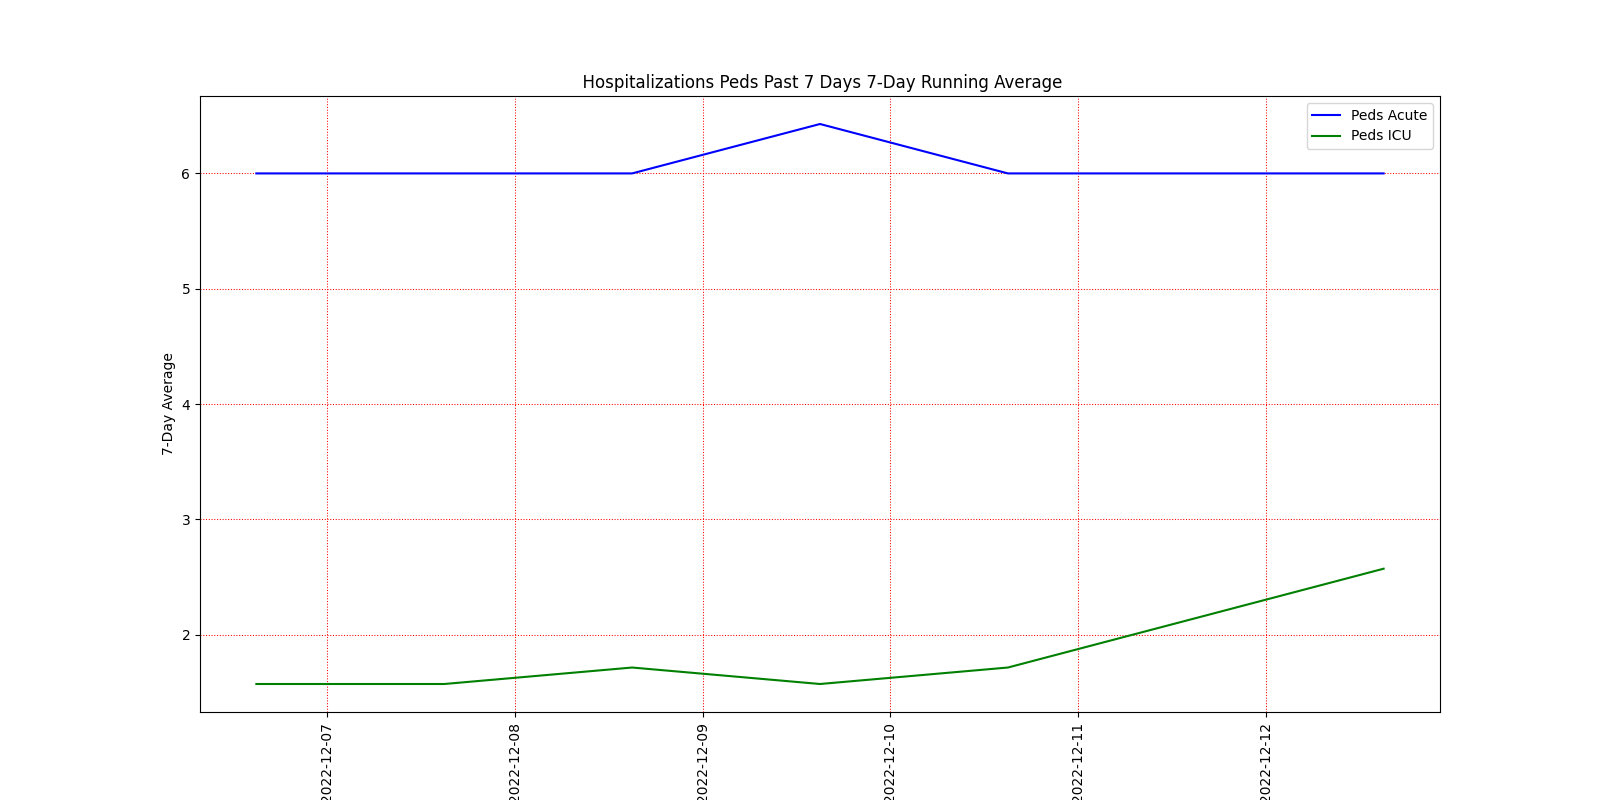 Hospitalizations Peds Past 7 Days 7-Day Running Average
Peds Acute
Peds ICU
7-Day Average
6
5
4
3
2
2022-12-07
2022-12-08
2022-12-09
2022-12-10
2022-12-11
2022-12-12